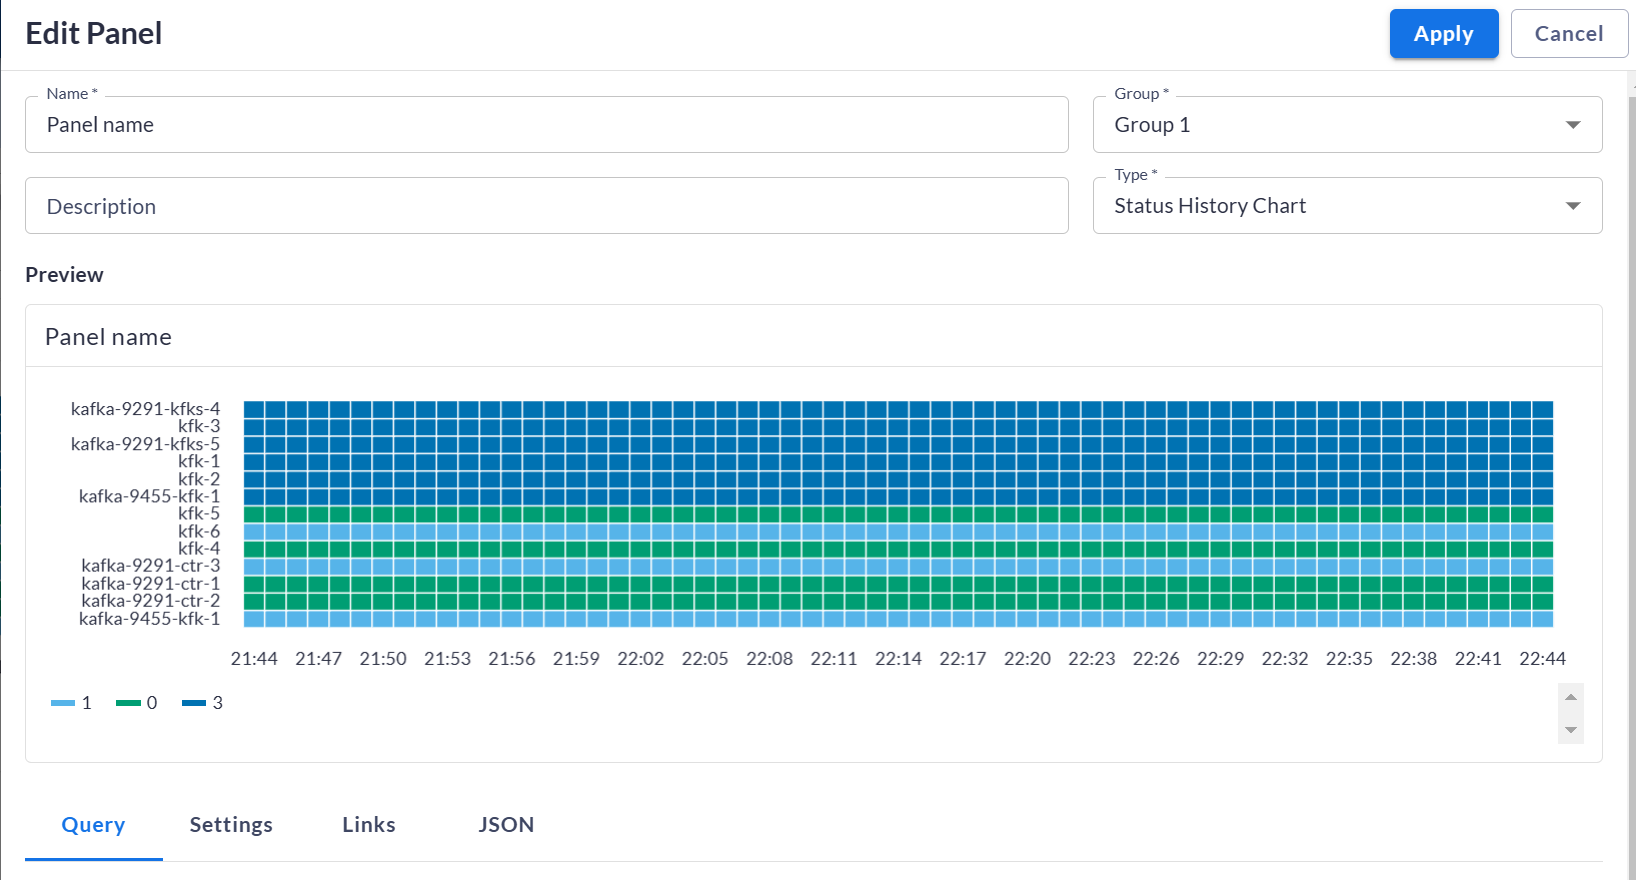 Edit Panel
Apply
Cancel
Name *
Panel name
Group *
Group 1
Description
Type *
Status History Chart
Preview
Panel name
kafka-9291-kfks-4
kfk-3
kafka-9291-kfks-5
kfk-1
kfk-2
kafka-9455-kfk-1
kfk-5
kfk-6
kfk-4
kafka-9291-ctr-3
kafka-9291-ctr-1
kafka-9291-ctr-2
kafka-9455-kfk-1
21:44 21:47 21:50 21:53 21:56 21:59 22:02 22:05 22:08 22:11 22:14 22:17 22:20 22:23 22:26 22:29 22:32 22:35 22:38 22:41 22:44
1 0 3
Query Settings Links JSON